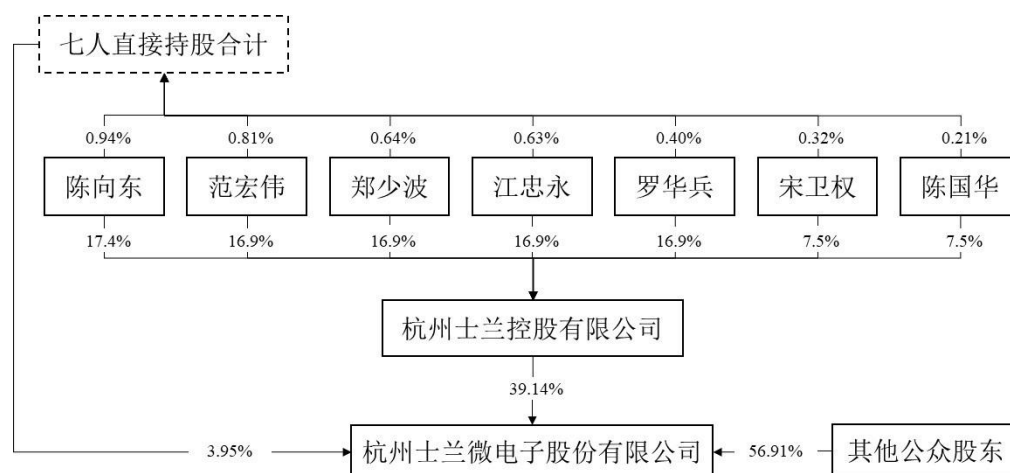 七人直接持股合计
0.94% 0.81% 0.64% 0.63% 0.40% 0.32% 0.21%
陈向东 范宏伟 郑少波 江忠永 罗华兵 宋卫权 陈国华
17.4% 16.9% 16.9% 16.9% 16.9% 7.5% 7.5%
杭州士兰控股有限公司
39.14%
3.95% 杭州士兰微电子股份有限公司 56.91% 其他公众股东